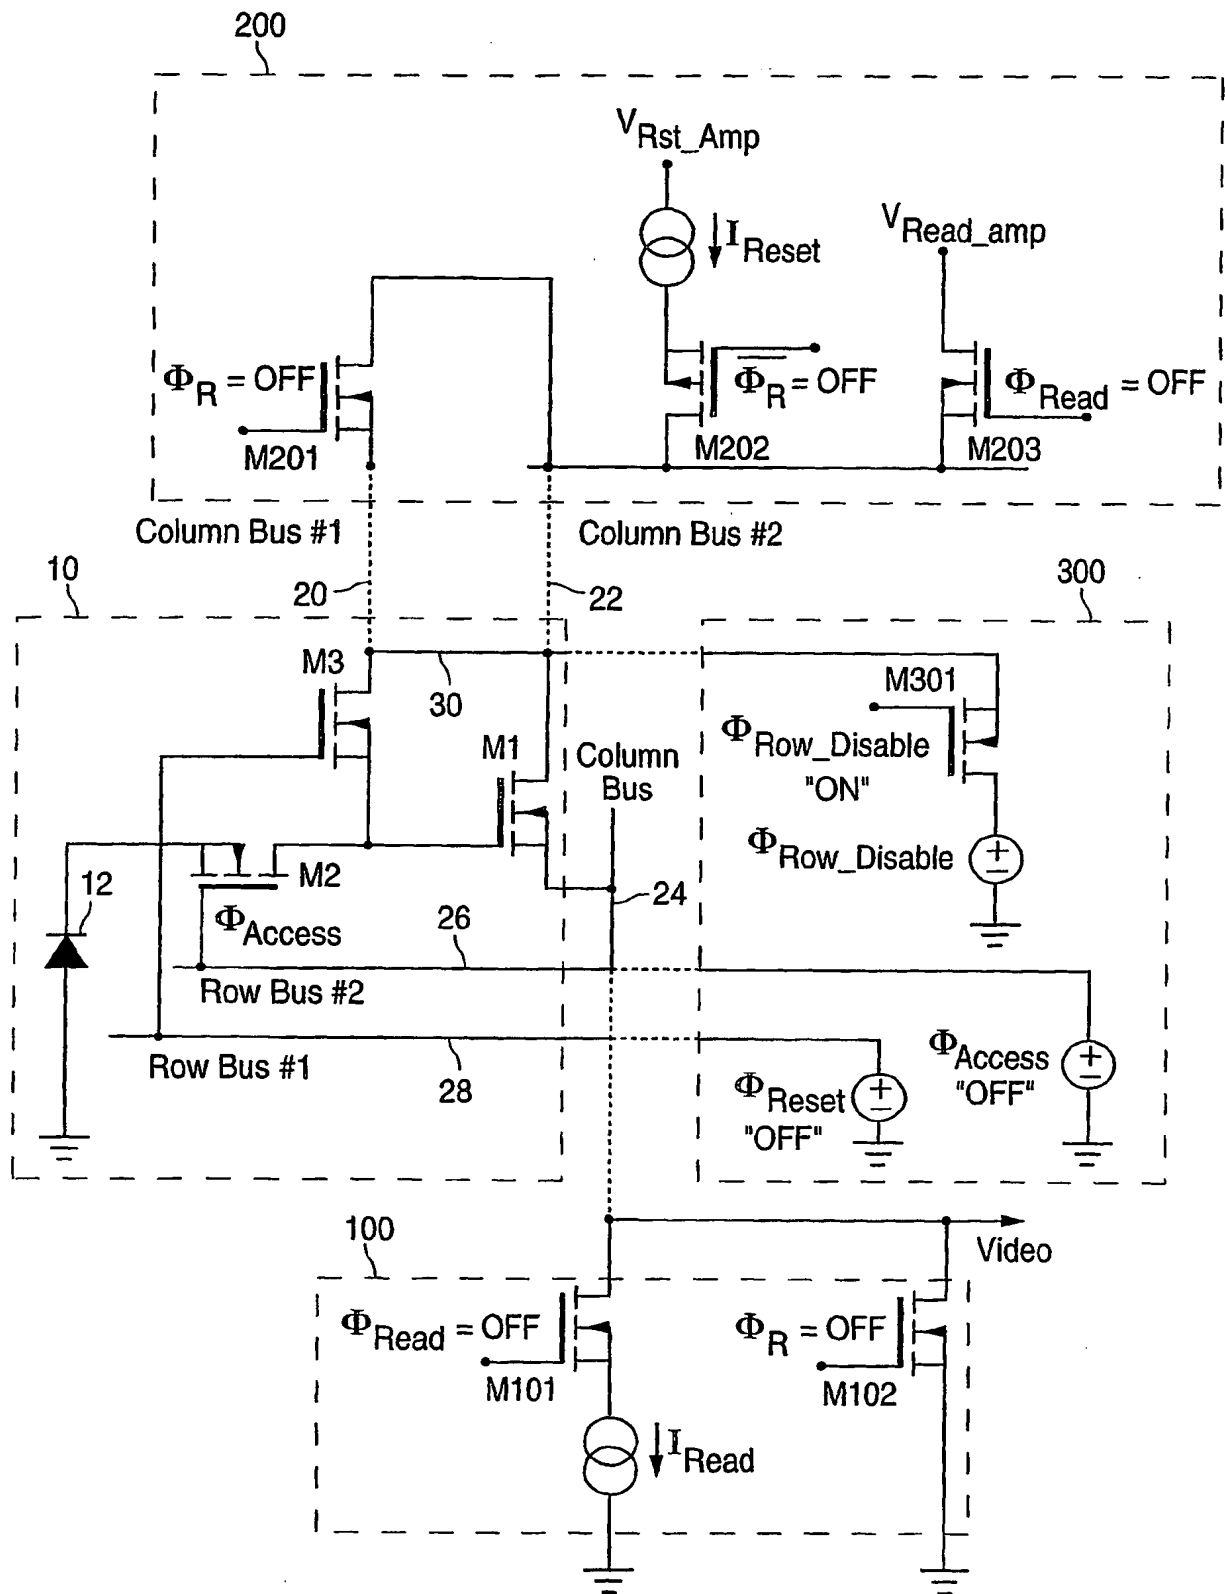 200
V_Rst_Amp
I_Reset
V_Read_amp
Φ_R = OFF
M201
Φ̅_R = OFF
M202
Φ_Read = OFF
M203
Column Bus #1
Column Bus #2
10
20
22
300
M3
30
M301
M1
Column
Bus
Φ_Row_Disable
"ON"
Φ_Row_Disable
12
M2
Φ_Access
26
24
Row Bus #2
Row Bus #1
28
Φ_Reset
"OFF"
Φ_Access
"OFF"
100
Video
Φ_Read = OFF
M101
Φ_R = OFF
M102
I_Read